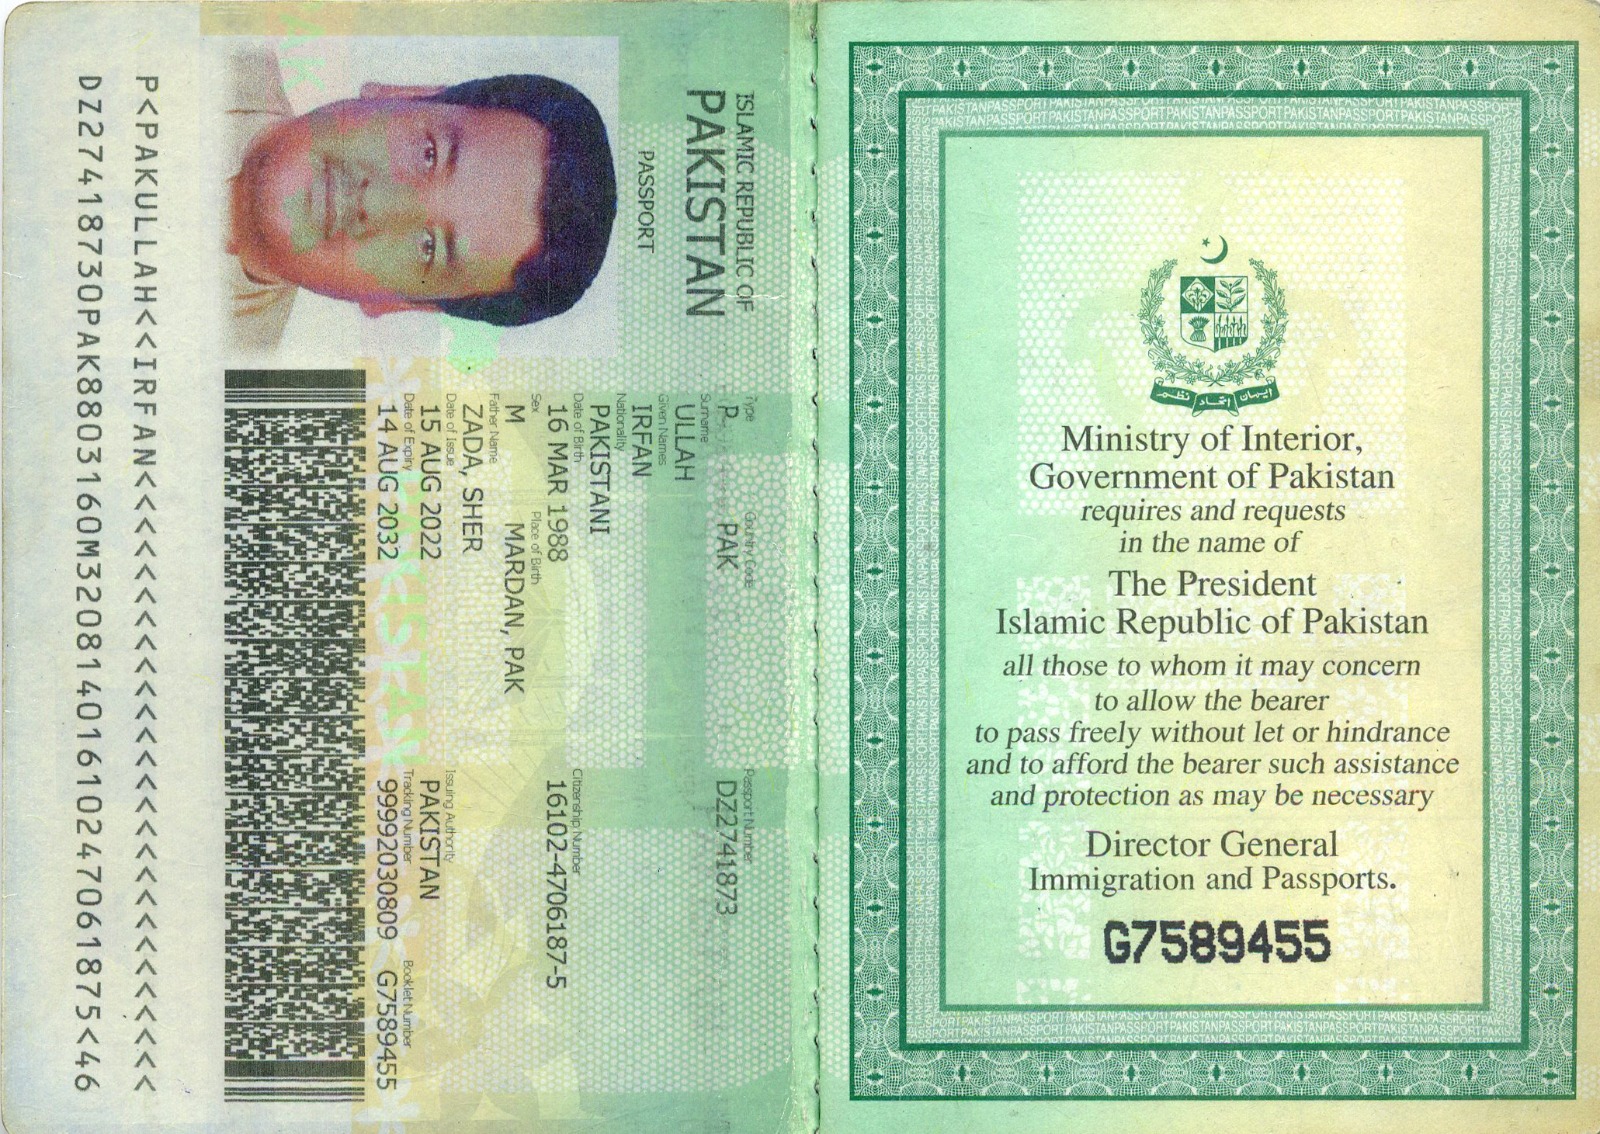 ISLAMIC REPUBLIC OF
PAKISTAN
PASSPORT
Type Country Code Passport Number
P PAK DZ2741873
Surname
ULLAH
Given Names
IRFAN
Nationality
PAKISTANI
Date of Birth Citizenship Number
16 MAR 1988 16102-4706187-5
Sex Place of Birth
M MARDAN, PAK
Father Name
ZADA, SHER
Date of Issue Issuing Authority
15 AUG 2022 PAKISTAN
Date of Expiry Tracking Number Booklet Number
14 AUG 2032 99992030809 G7589455
P<PAKULLAH<<IRFAN<<<<<<<<<<<<<<<<<<<<<<<<<<<
DZ27418730PAK8803160M32081401610247061875<46
ایمان اتحاد نظم
Ministry of Interior,
Government of Pakistan
requires and requests
in the name of
The President
Islamic Republic of Pakistan
all those to whom it may concern
to allow the bearer
to pass freely without let or hindrance
and to afford the bearer such assistance
and protection as may be necessary
Director General
Immigration and Passports.
G7589455